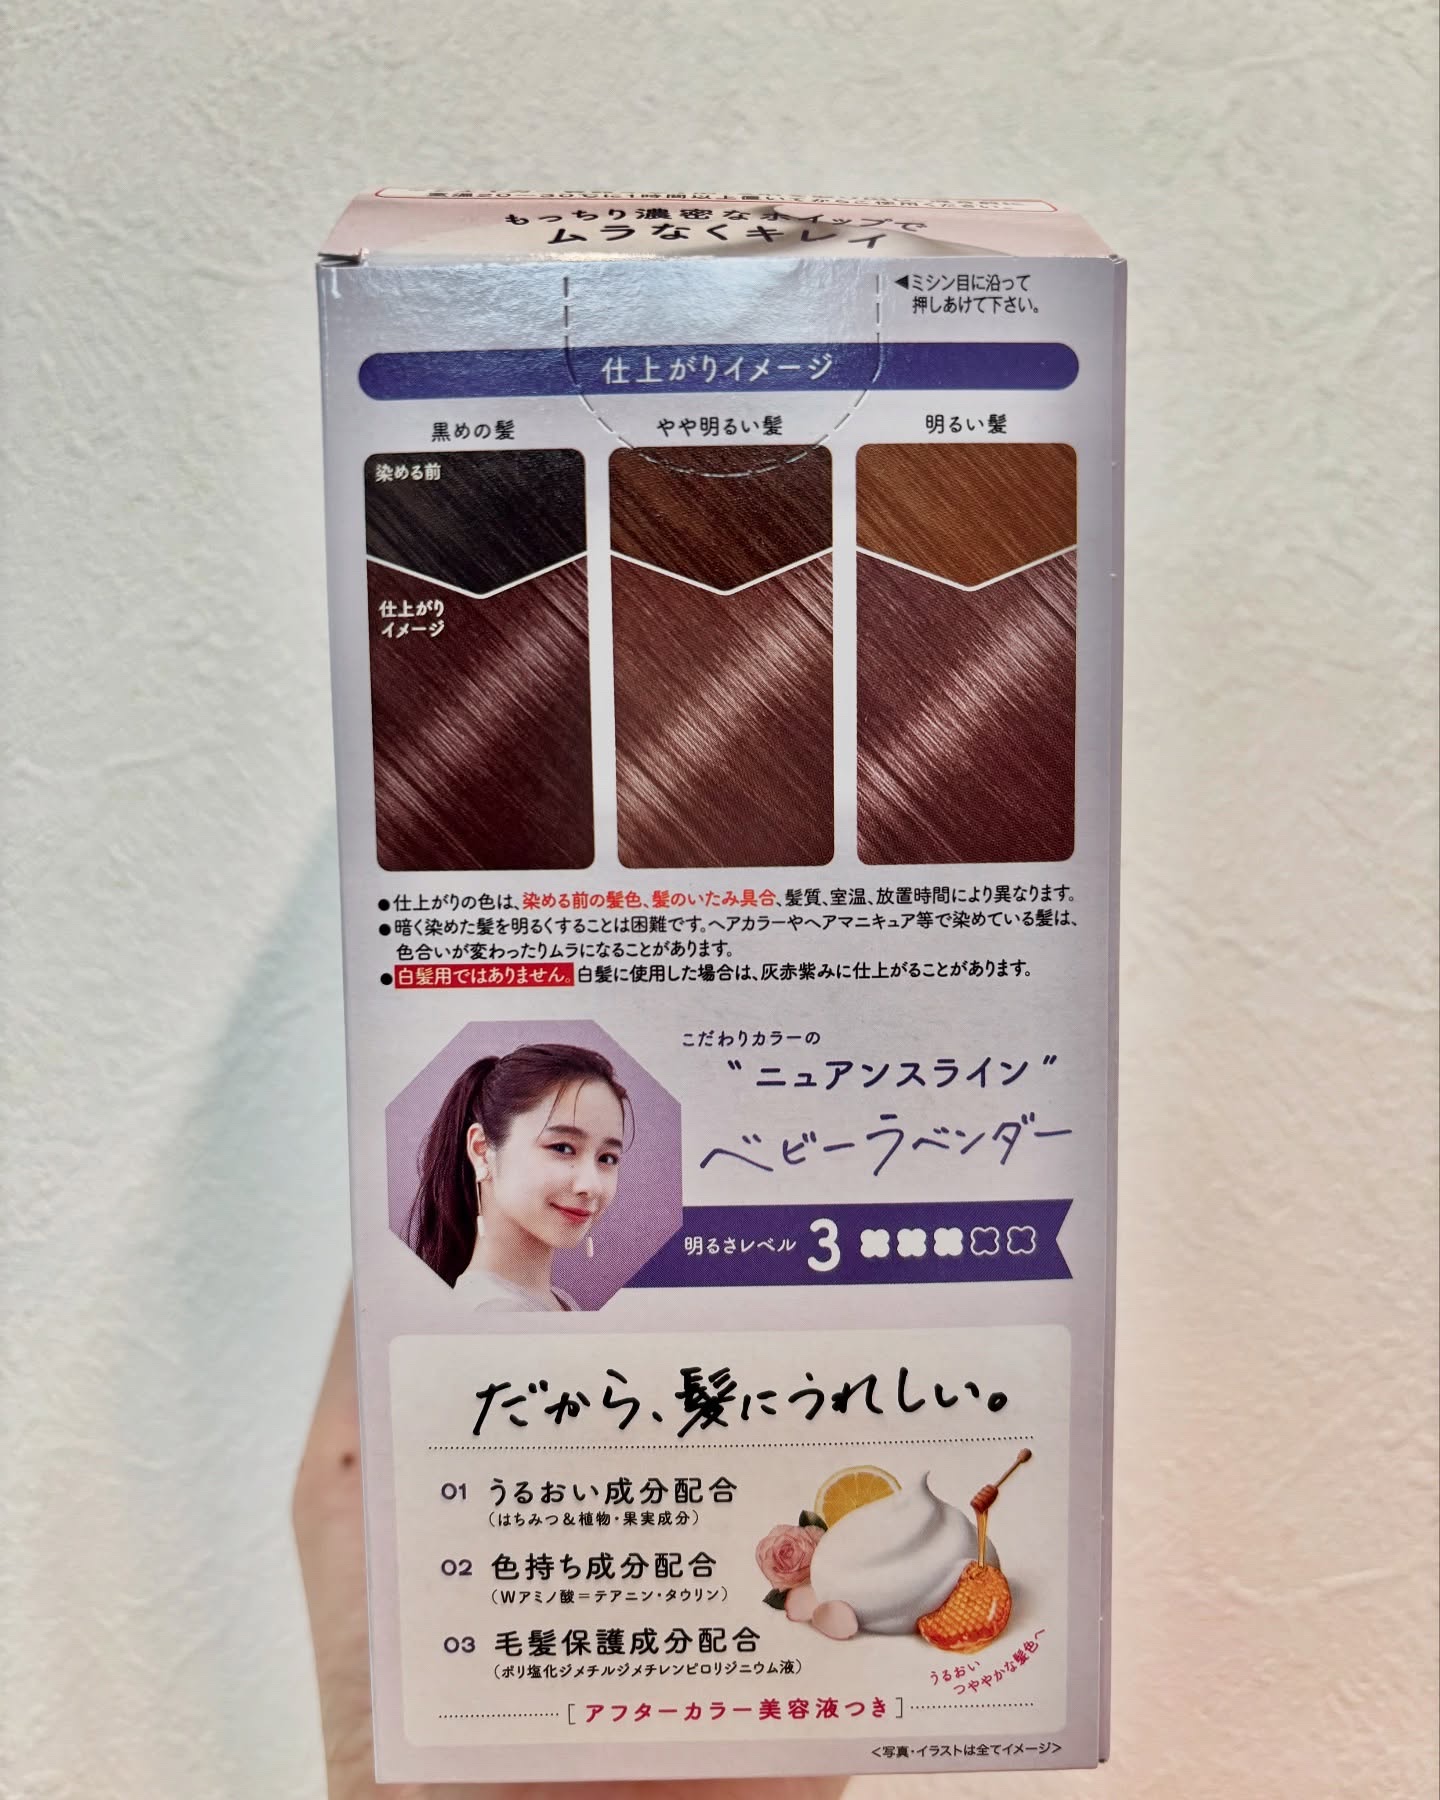 もっちり濃密なホイップで
ムラなくキレイ
◀ミシン目に沿って
押しあけて下さい。
仕上がりイメージ
黒めの髪
やや明るい髪
明るい髪
染める前
仕上がり
イメージ
●仕上がりの色は、染める前の髪色、髪のいたみ具合、髪質、室温、放置時間により異なります。
●暗く染めた髪を明るくすることは困難です。ヘアカラーやヘアマニキュア等で染めている髪は、
色合いが変わったりムラになることがあります。
●白髪用ではありません。白髪に使用した場合は、灰赤紫みに仕上がることがあります。
こだわりカラーの
"ニュアンスライン"
ベビーラベンダー
明るさレベル 3
だから、髪にうれしい。
01 うるおい成分配合
(はちみつ&植物・果実成分)
02 色持ち成分配合
(Wアミノ酸=テアニン・タウリン)
03 毛髪保護成分配合
(ポリ塩化ジメチルジメチレンピロリジニウム液)
うるおい
つややかな髪色へ
[アフターカラー美容液つき]
<写真・イラストは全てイメージ>